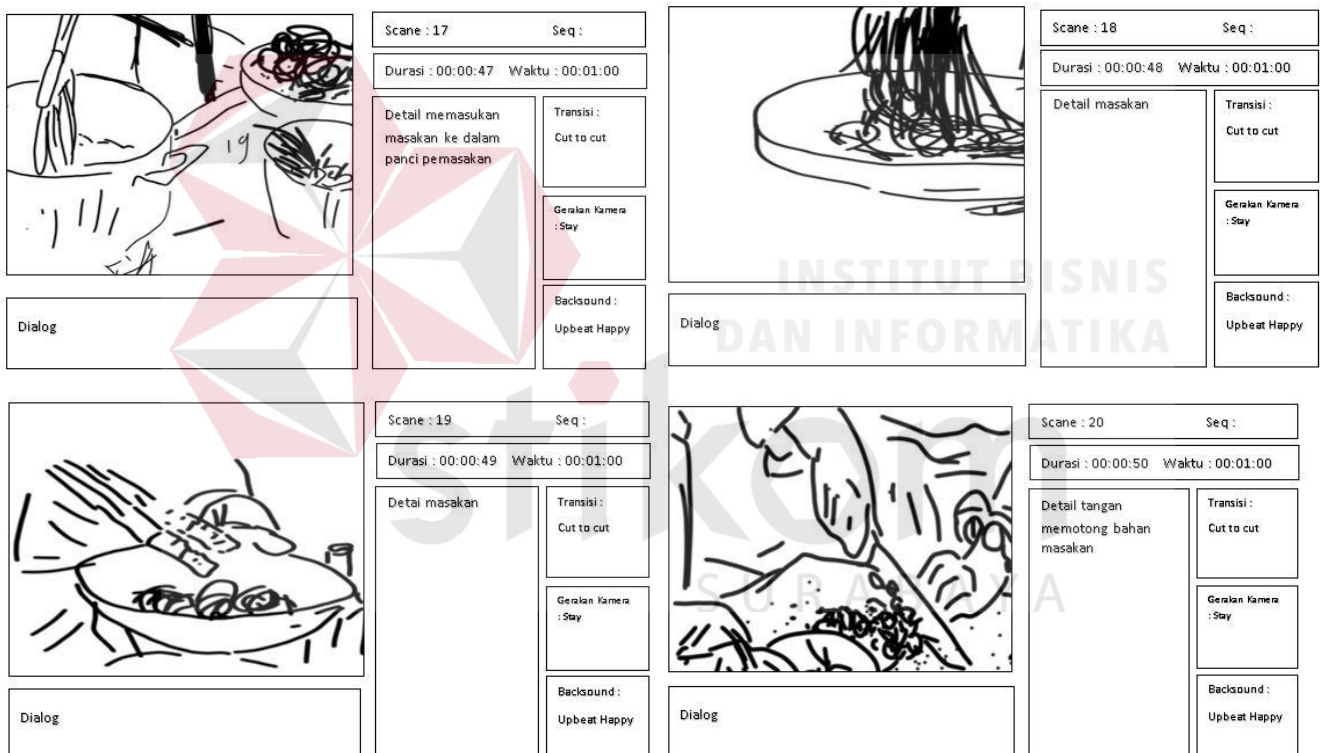 Scane : 17 Seq :
Durasi : 00:00:47 Waktu : 00:01:00
Detail memasukan
masakan ke dalam
panci pemasakan
Transisi :
Cut to cut
Gerakan Kamera
: Stay
Backsound :
Upbeat Happy
19
Dialog
Scane : 18 Seq :
Durasi : 00:00:48 Waktu : 00:01:00
Detail masakan
Transisi :
Cut to cut
Gerakan Kamera
: Stay
Backsound :
Upbeat Happy
Dialog
Scane : 19 Seq :
Durasi : 00:00:49 Waktu : 00:01:00
Detai masakan
Transisi :
Cut to cut
Gerakan Kamera
: Stay
Backsound :
Upbeat Happy
Dialog
Scane : 20 Seq :
Durasi : 00:00:50 Waktu : 00:01:00
Detail tangan
memotong bahan
masakan
Transisi :
Cut to cut
Gerakan Kamera
: Stay
Backsound :
Upbeat Happy
Dialog
INSTITUT BISNIS
DAN INFORMATIKA
stikom
SURABAYA